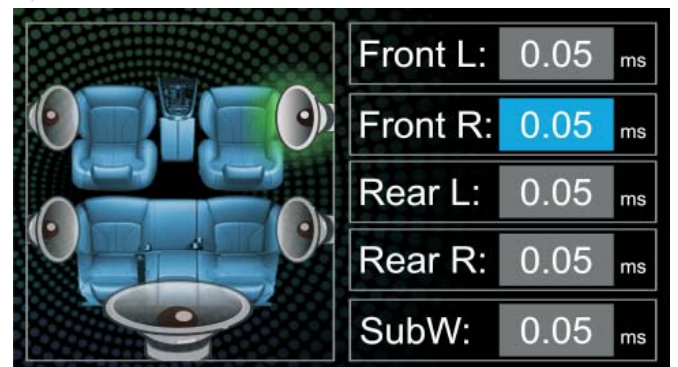 Front L: 0.05 ms
Front R: 0.05 ms
Rear L: 0.05 ms
Rear R: 0.05 ms
SubW: 0.05 ms